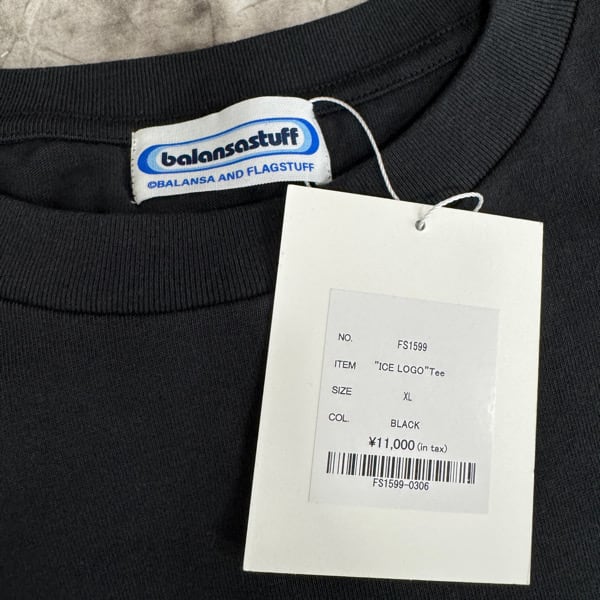 balansastuff
©BALANSA AND FLAGSTUFF
NO. FS1599
ITEM "ICE LOGO"Tee
SIZE XL
COL. BLACK
¥11,000 (in tax)
FS1599-0306